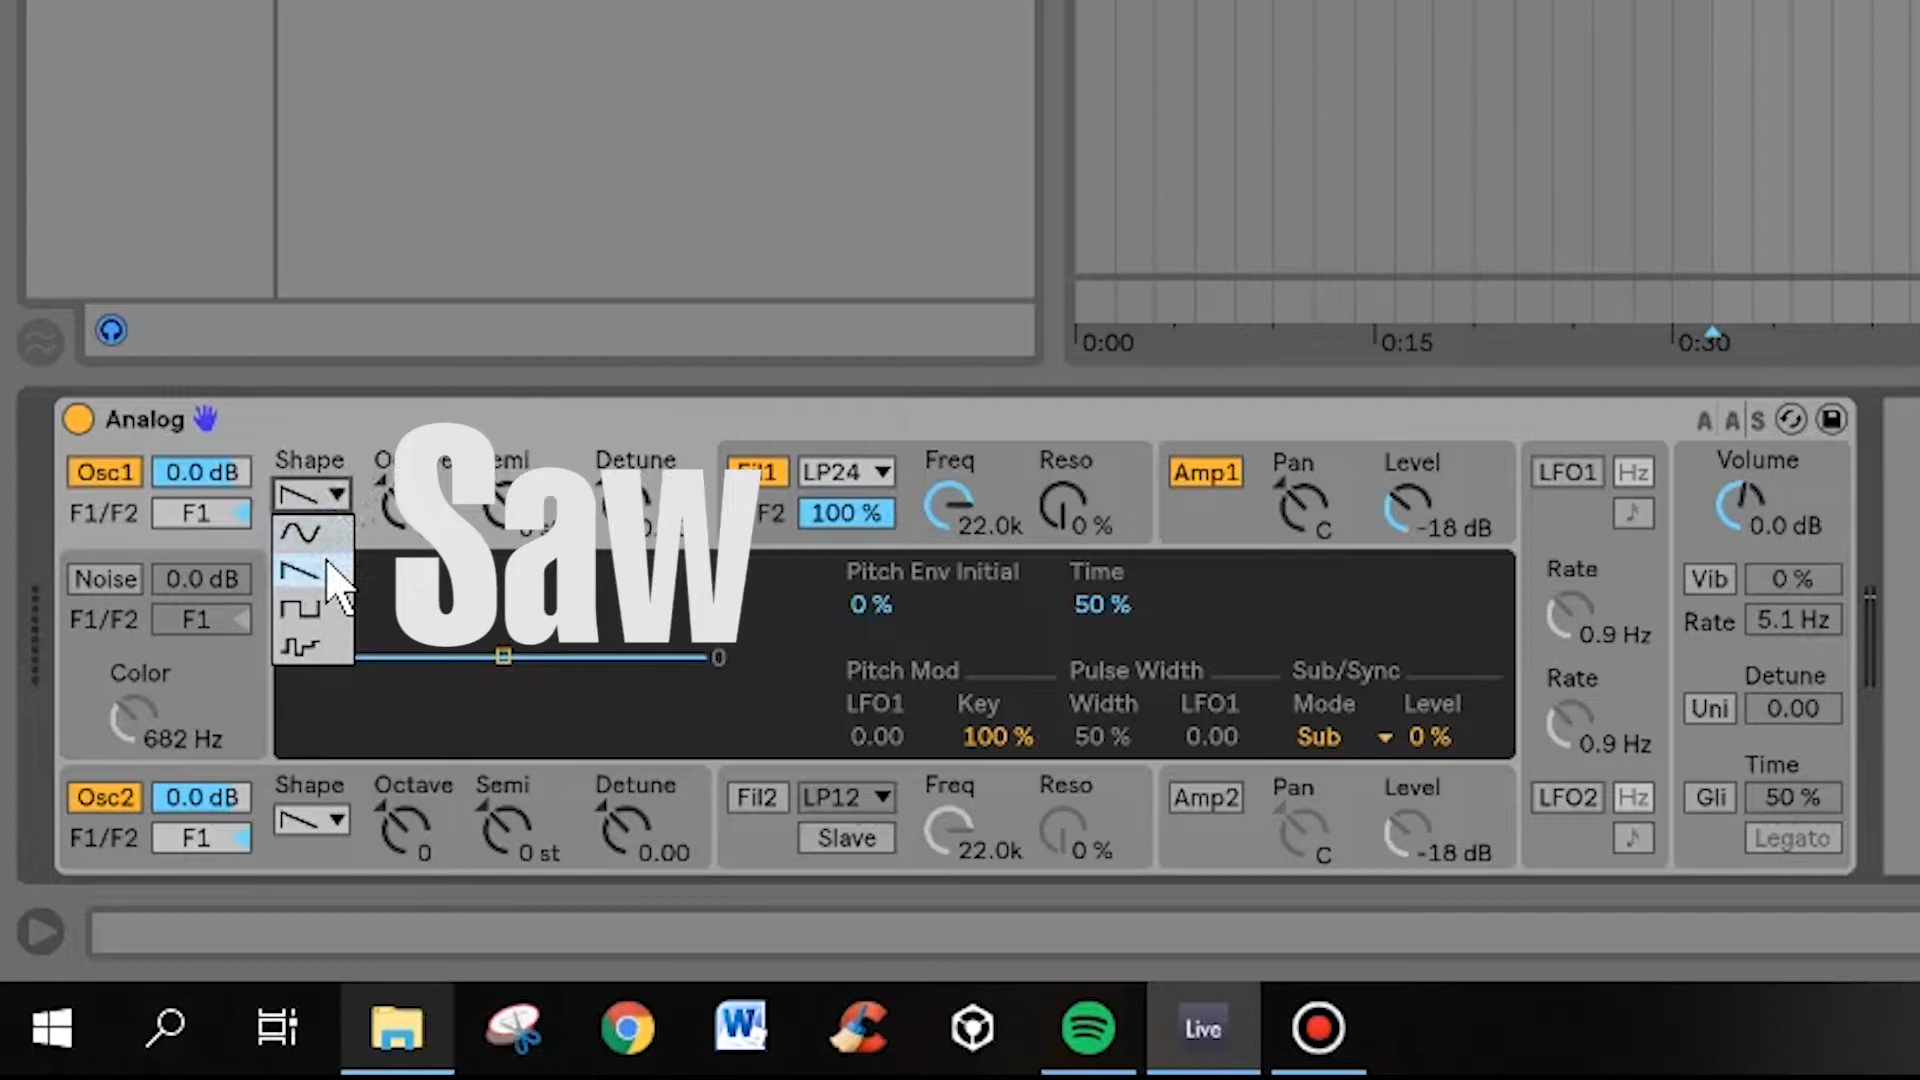 0:00
0:15
0:30
Analog
A A S
Osc1 0.0 dB
F1/F2 F1
Shape
Saw
Detune
Fil1 LP24
F2 100 %
Freq
22.0k
Reso
0 %
Amp1
Pan
C
Level
-18 dB
LFO1 Hz
Volume
0.0 dB
Noise 0.0 dB
F1/F2 F1
Color
682 Hz
0
Pitch Env Initial Time
0 % 50 %
Pitch Mod Pulse Width Sub/Sync
LFO1 Key Width LFO1 Mode Level
0.00 100 % 50 % 0.00 Sub 0 %
Rate
0.9 Hz
Rate
0.9 Hz
Vib 0 %
Rate 5.1 Hz
Detune
Uni 0.00
Time
Gli 50 %
Legato
Osc2 0.0 dB
F1/F2 F1
Shape
Octave
0
Semi
0 st
Detune
0.00
Fil2 LP12
Slave
Freq
22.0k
Reso
0 %
Amp2
Pan
C
Level
-18 dB
LFO2 Hz
W
Live